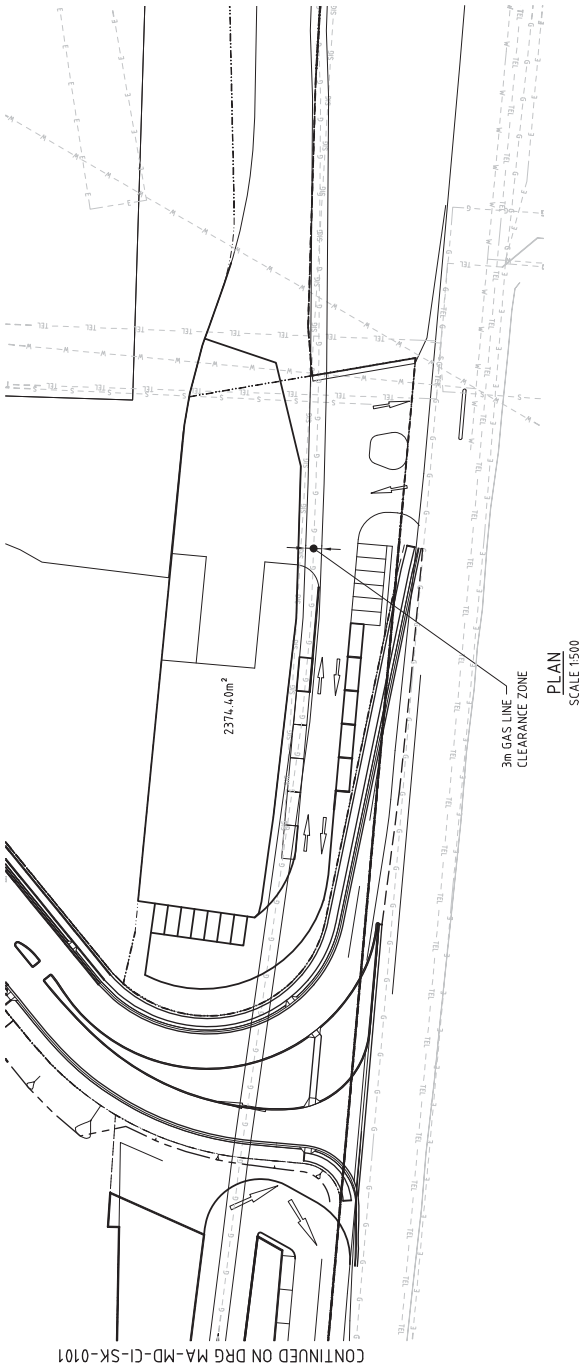 2374.40m²
3m GAS LINE
CLEARANCE ZONE
PLAN
SCALE 1:500
CONTINUED ON DRG MA-MD-CI-SK-0101